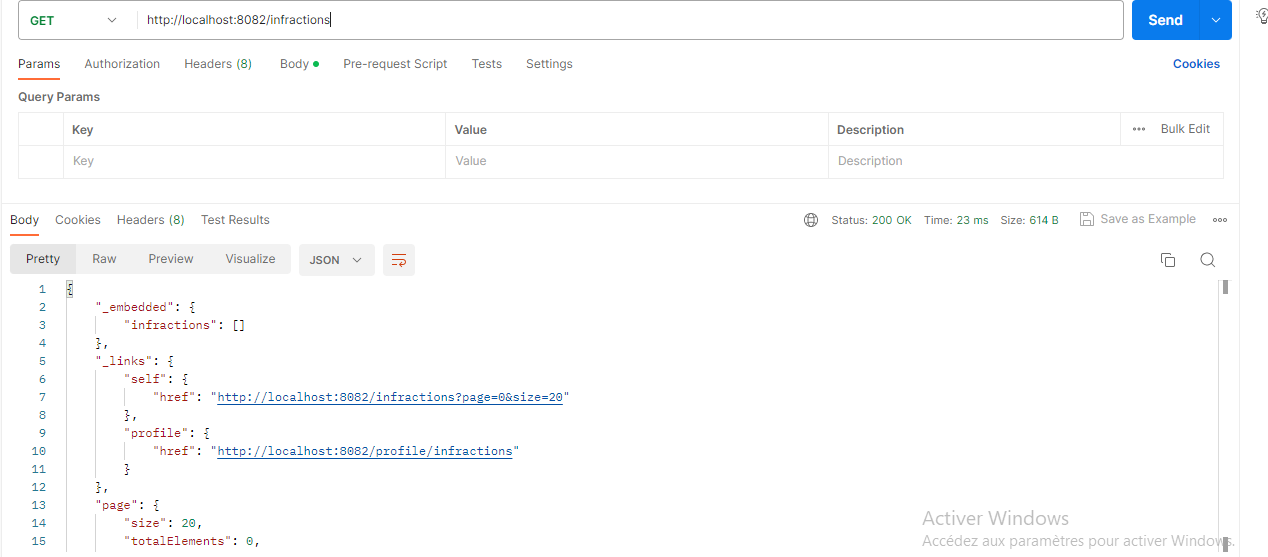 GET http://localhost:8082/infractions Send
Params Authorization Headers (8) Body Pre-request Script Tests Settings Cookies
Query Params
Key Value Description ••• Bulk Edit
Key Value Description
Body Cookies Headers (8) Test Results Status: 200 OK Time: 23 ms Size: 614 B Save as Example •••
Pretty Raw Preview Visualize JSON
1 {
2 "_embedded": {
3 "infractions": []
4 },
5 "_links": {
6 "self": {
7 "href": "http://localhost:8082/infractions?page=0&size=20"
8 },
9 "profile": {
10 "href": "http://localhost:8082/profile/infractions"
11 }
12 },
13 "page": {
14 "size": 20,
15 "totalElements": 0,
Activer Windows
Accédez aux paramètres pour activer Windows.